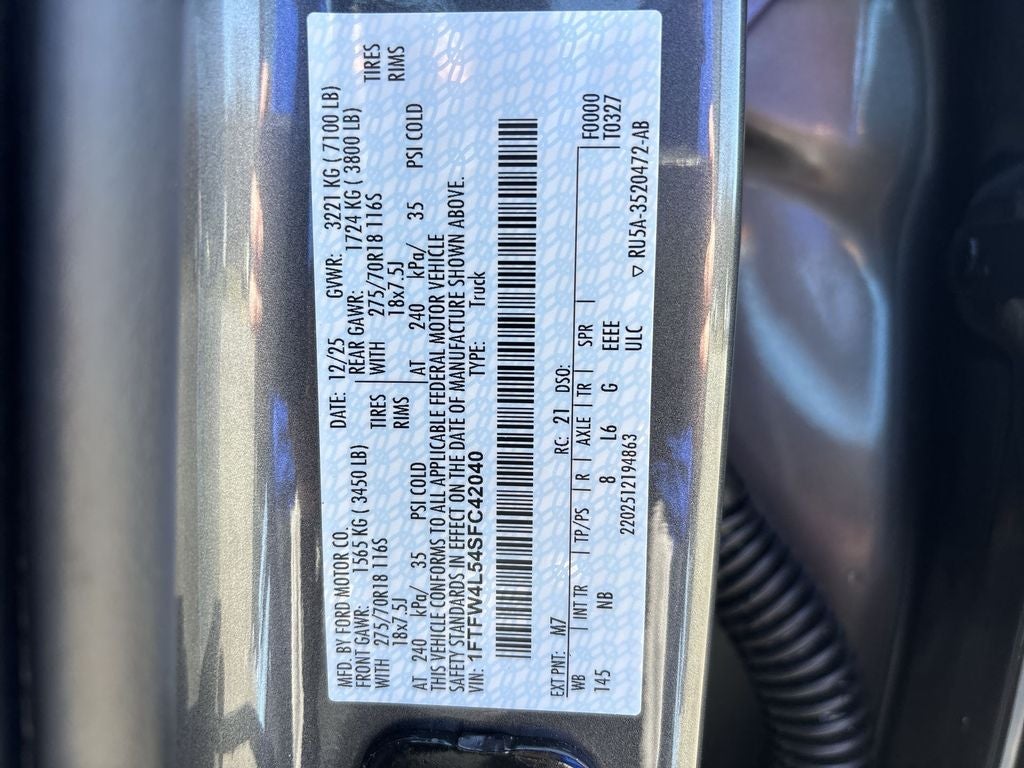 MFD. BY FORD MOTOR CO.
DATE: 12/25 GVWR: 3221 KG ( 7100 LB)
FRONT GAWR: 1565 KG ( 3450 LB) REAR GAWR: 1724 KG ( 3800 LB)
WITH 275/70R18 116S TIRES WITH 275/70R18 116S TIRES
18x7.5J RIMS 18x7.5J RIMS
AT 240 kPa/ 35 PSI COLD AT 240 kPa/ 35 PSI COLD
THIS VEHICLE CONFORMS TO ALL APPLICABLE FEDERAL MOTOR VEHICLE
SAFETY STANDARDS IN EFFECT ON THE DATE OF MANUFACTURE SHOWN ABOVE.
VIN: 1FTFW4L54SFC42040 TYPE: Truck
EXT PNT: M7 RC: 21 DSO:
WB INT TR TP/PS R AXLE TR SPR F0000
145 NB 8 L6 G EEEE T0327
2202512194863 ULC ▽ RU5A-3520472-AB